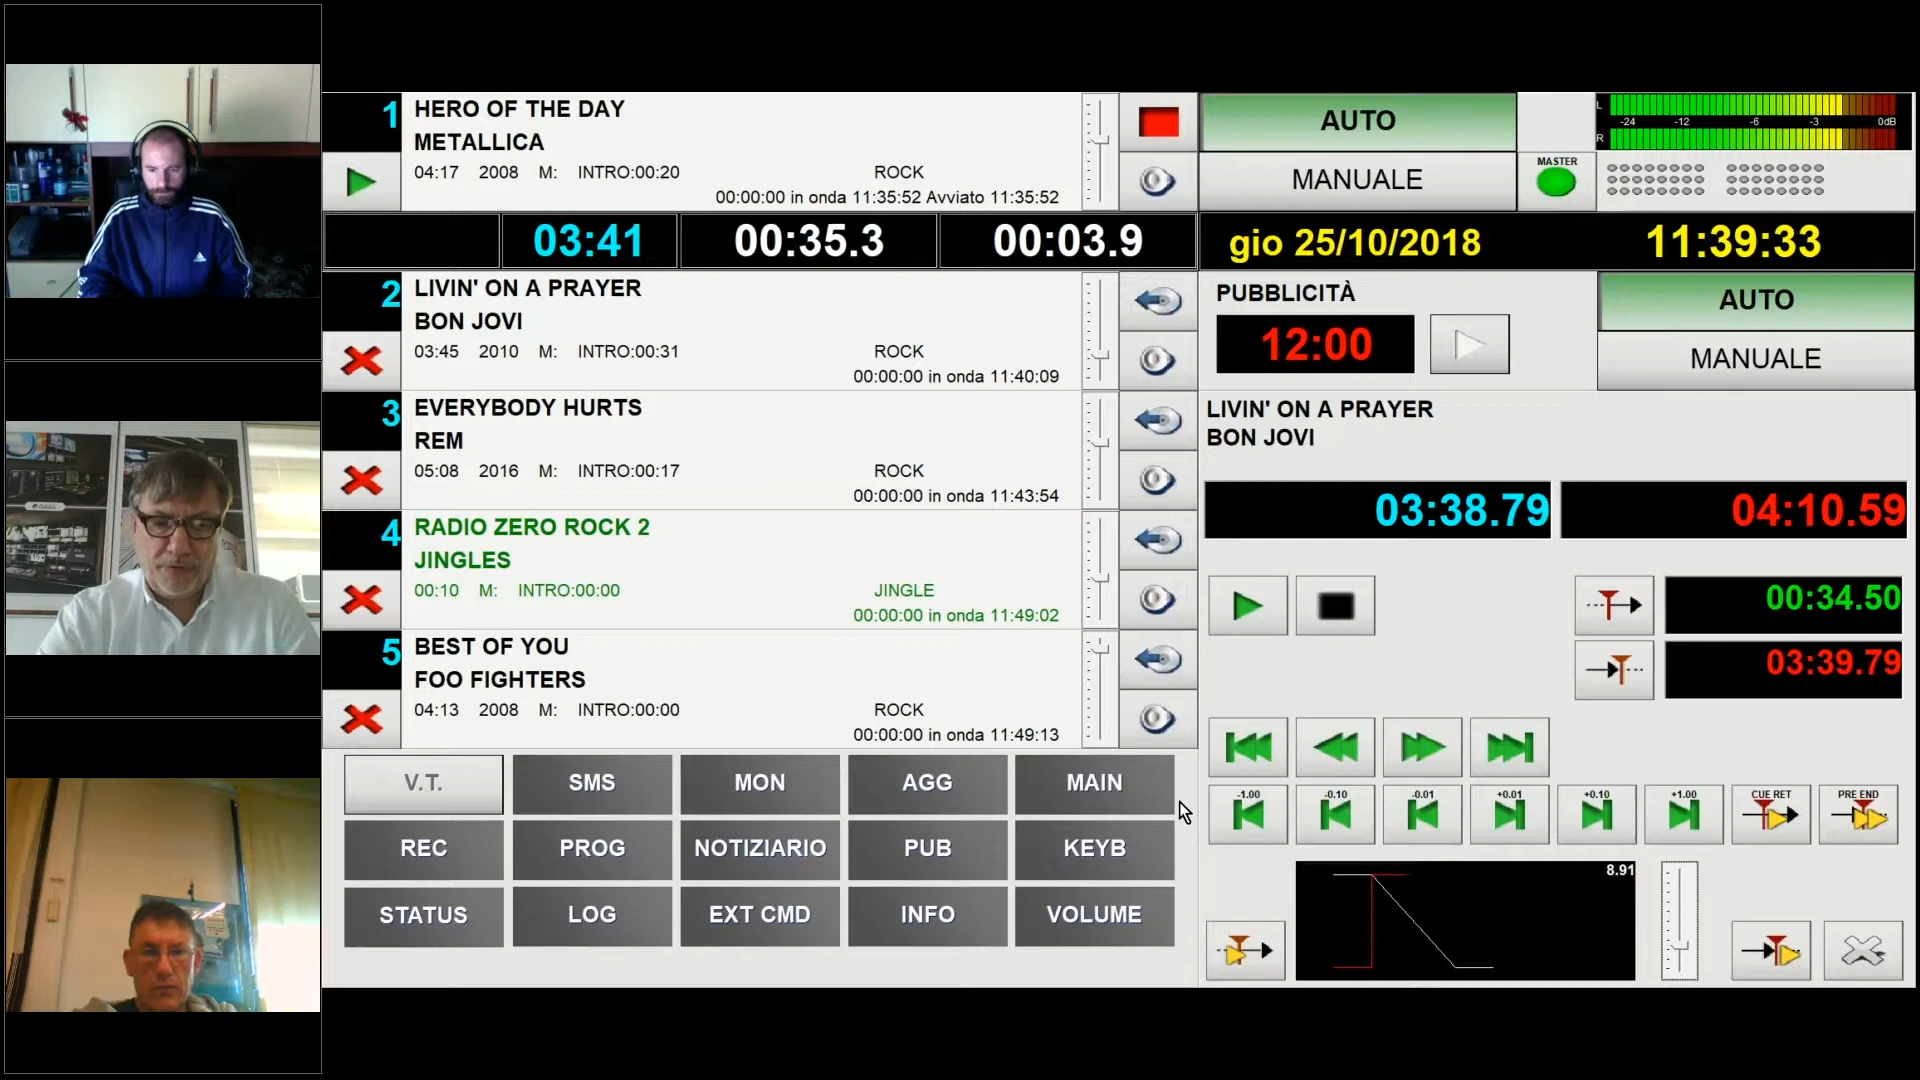 1
HERO OF THE DAY
METALLICA
04:17 2008 M: INTRO:00:20 ROCK
00:00:00 in onda 11:35:52 Avviato 11:35:52
03:41 00:35.3 00:03.9
2
LIVIN' ON A PRAYER
BON JOVI
03:45 2010 M: INTRO:00:31 ROCK
00:00:00 in onda 11:40:09
3
EVERYBODY HURTS
REM
05:08 2016 M: INTRO:00:17 ROCK
00:00:00 in onda 11:43:54
4
RADIO ZERO ROCK 2
JINGLES
00:10 M: INTRO:00:00 JINGLE
00:00:00 in onda 11:49:02
5
BEST OF YOU
FOO FIGHTERS
04:13 2008 M: INTRO:00:00 ROCK
00:00:00 in onda 11:49:13
V.T. SMS MON AGG MAIN
REC PROG NOTIZIARIO PUB KEYB
STATUS LOG EXT CMD INFO VOLUME
AUTO
MANUALE
MASTER
L
-24 -12 -6 -3 0dB
R
gio 25/10/2018 11:39:33
PUBBLICITÀ
12:00
AUTO
MANUALE
LIVIN' ON A PRAYER
BON JOVI
03:38.79 04:10.59
00:34.50
03:39.79
-1.00 -0.10 -0.01 +0.01 +0.10 +1.00 CUE RET PRE END
8.91